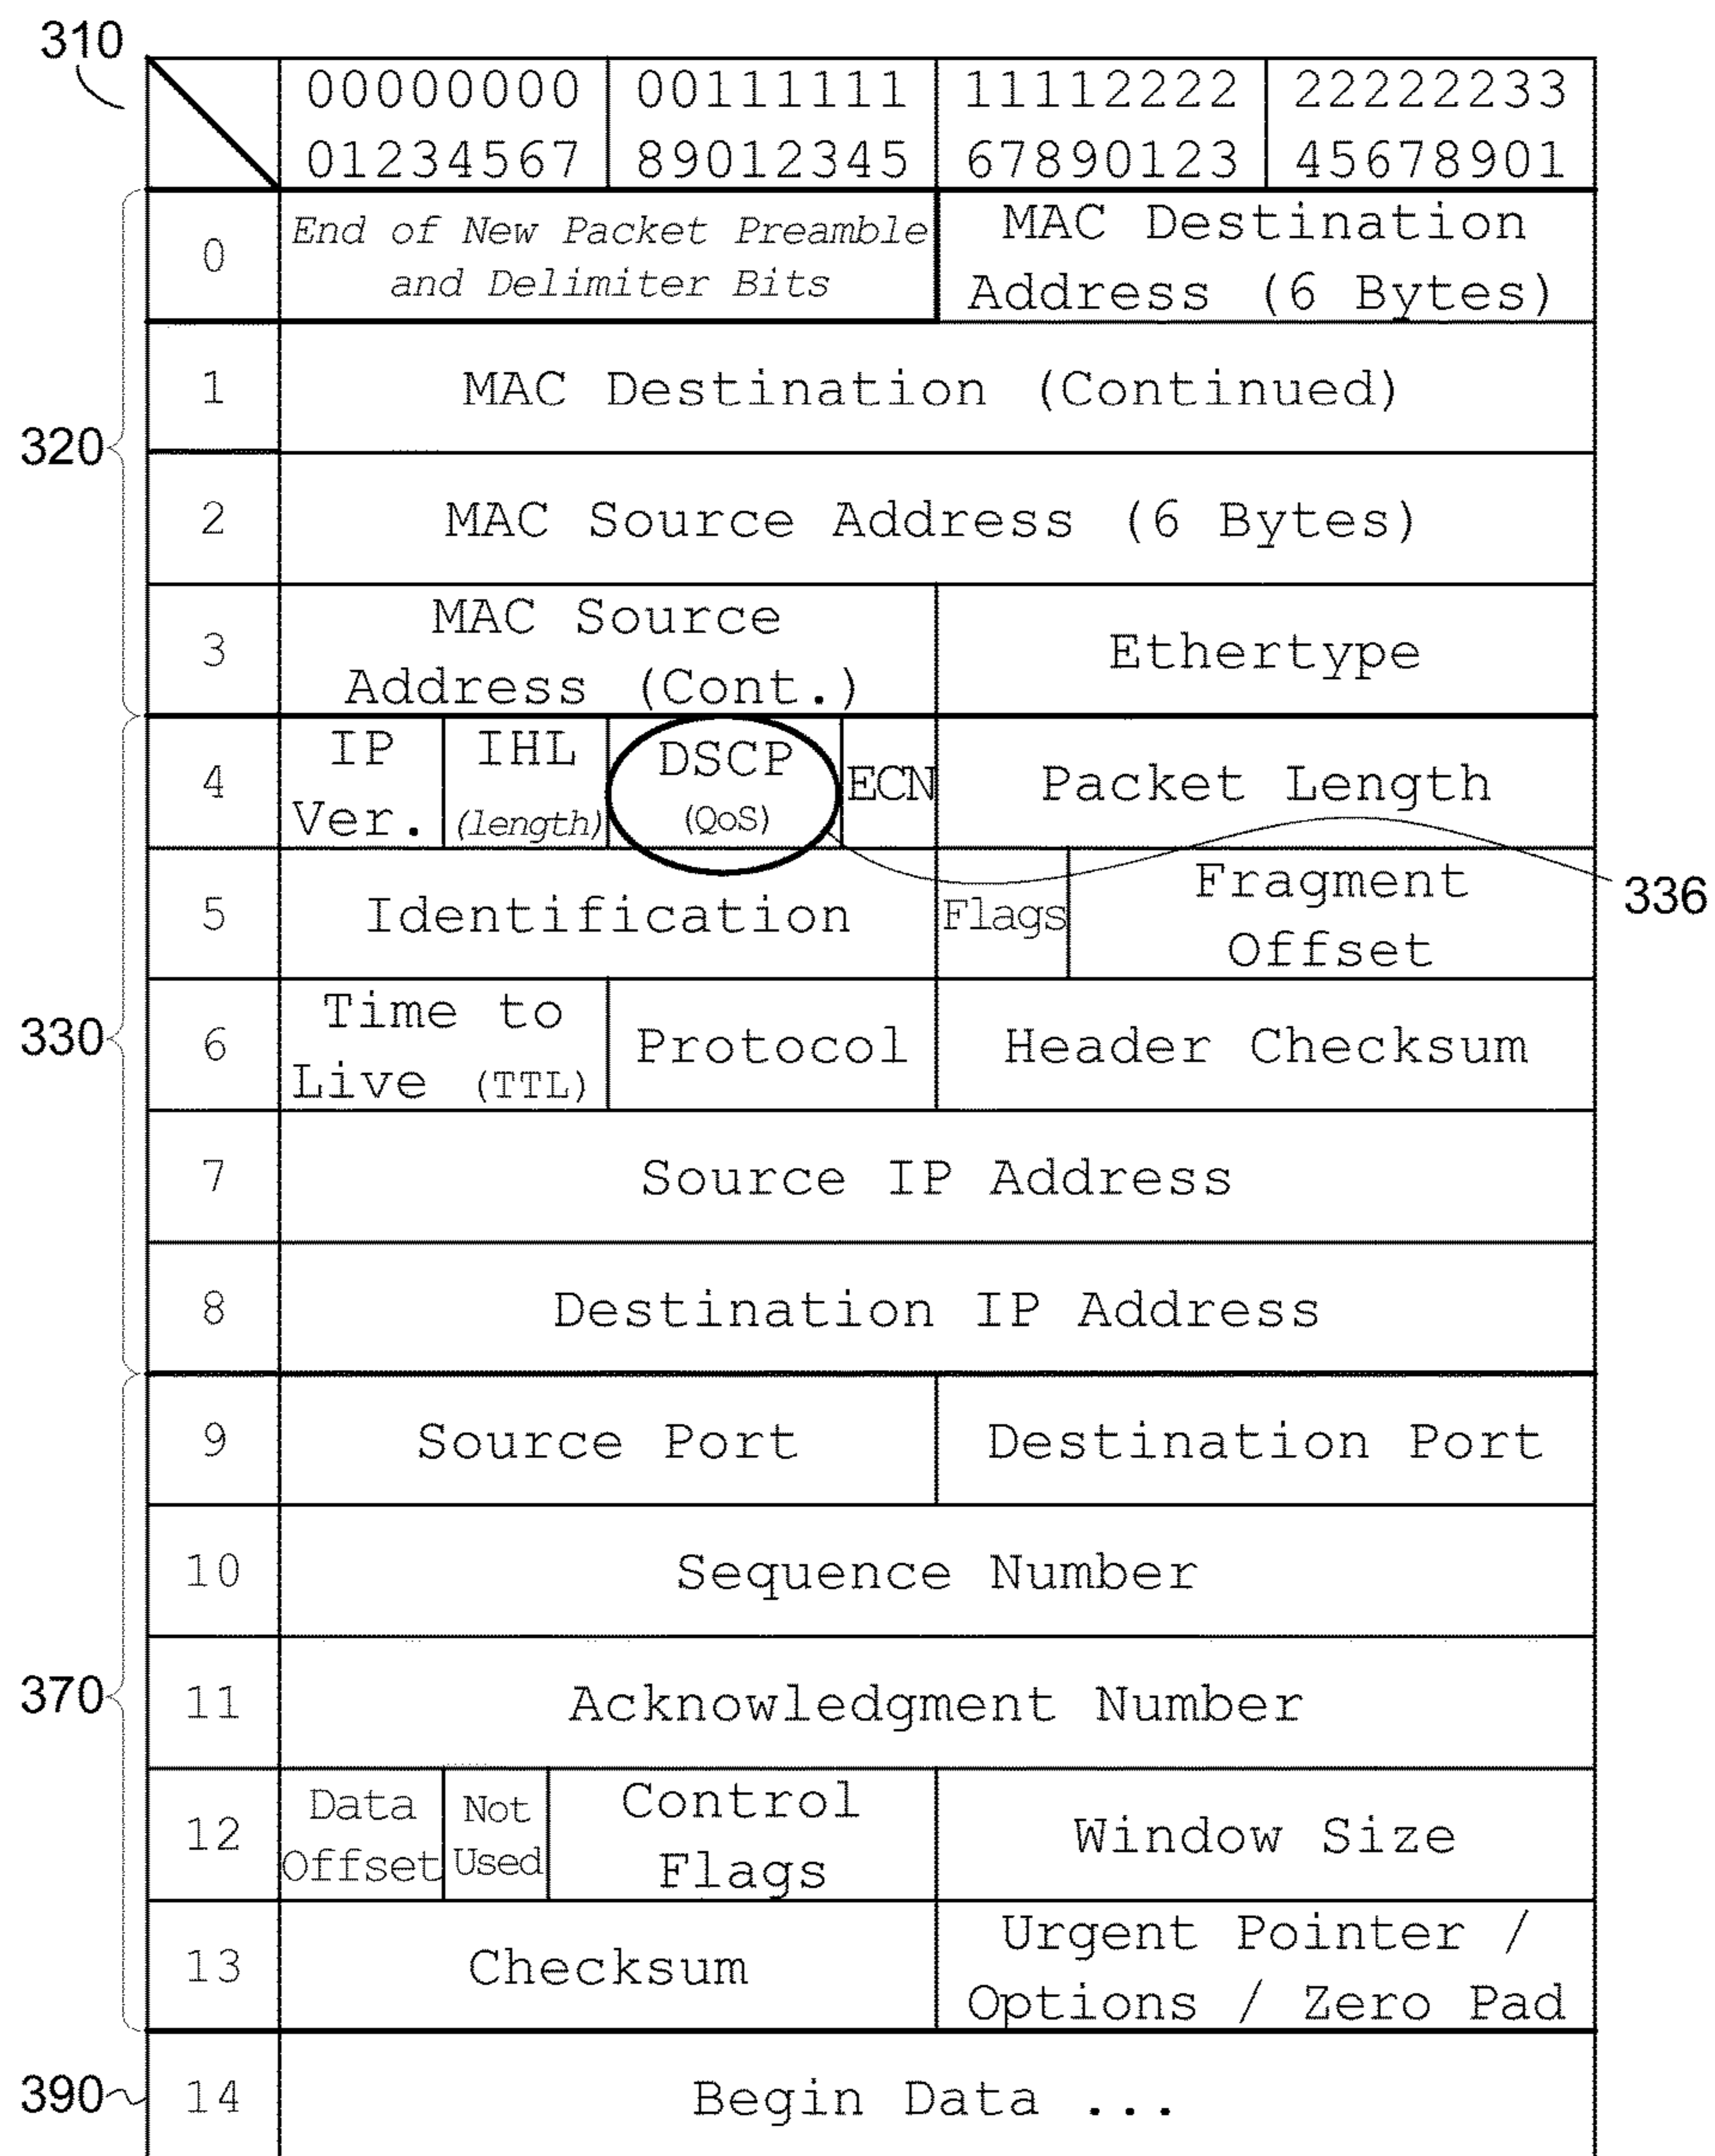 310
00000000 00111111 11112222 22222233
01234567 89012345 67890123 45678901
0
End of New Packet Preamble
and Delimiter Bits
MAC Destination
Address (6 Bytes)
1
MAC Destination (Continued)
320
2
MAC Source Address (6 Bytes)
3
MAC Source
Address (Cont.)
Ethertype
4
IP
Ver.
IHL
(length)
DSCP
(QoS)
ECN
Packet Length
336
5
Identification
Flags
Fragment
Offset
330
6
Time to
Live (TTL)
Protocol
Header Checksum
7
Source IP Address
8
Destination IP Address
9
Source Port
Destination Port
10
Sequence Number
370
11
Acknowledgment Number
12
Data
Offset
Not
Used
Control
Flags
Window Size
13
Checksum
Urgent Pointer /
Options / Zero Pad
390
14
Begin Data ...